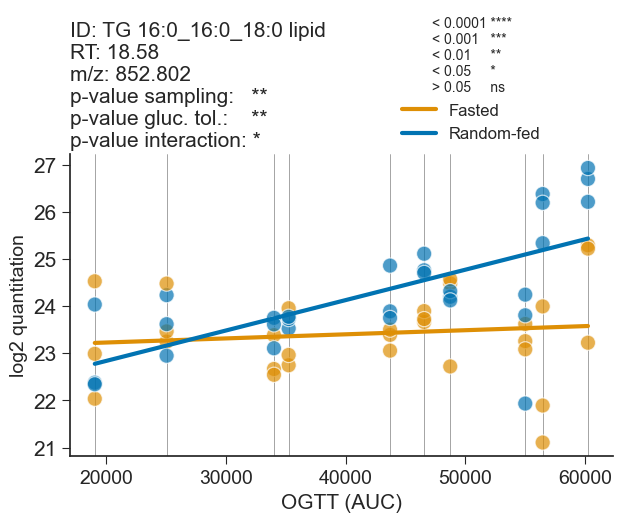 ID: TG 16:0_16:0_18:0 lipid
RT: 18.58
m/z: 852.802
p-value sampling: **
p-value gluc. tol.: **
p-value interaction: *
< 0.0001 ****
< 0.001 ***
< 0.01 **
< 0.05 *
> 0.05 ns
Fasted
Random-fed
27
26
25
24
23
22
21
log2 quantitation
20000 30000 40000 50000 60000
OGTT (AUC)